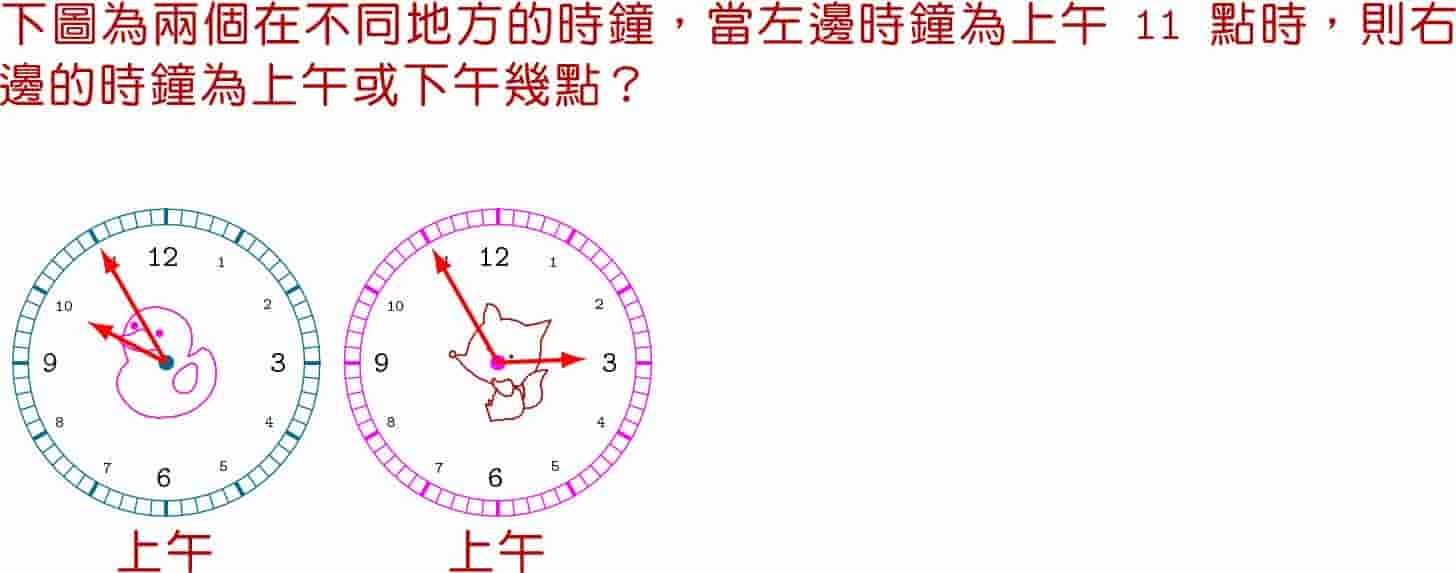 下圖為兩個在不同地方的時鐘，當左邊時鐘為上午 11 點時，則右
邊的時鐘為上午或下午幾點？
12 1 2 3 4 5 6 7 8 9 10
12 1 2 3 4 5 6 7 8 9 10
上午 上午